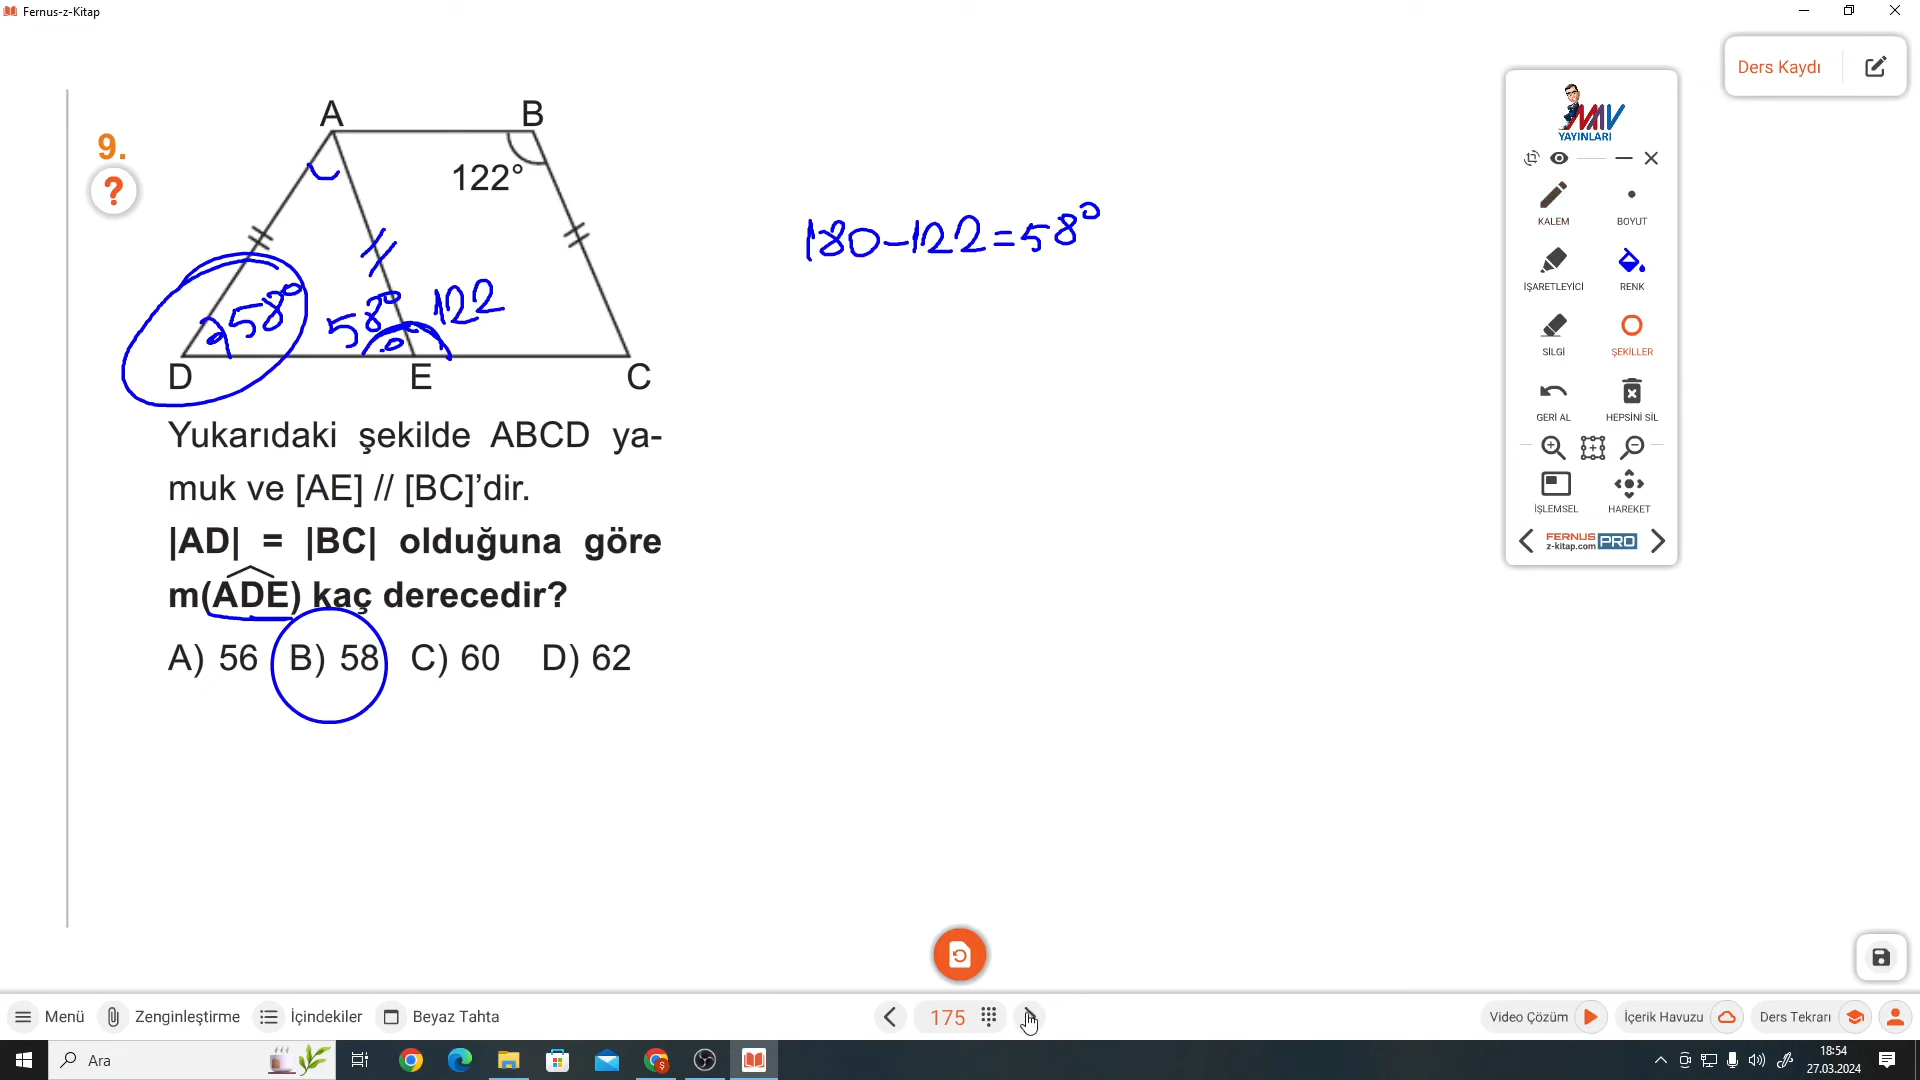 Fernus-z-Kitap
Ders Kaydı
9.
?
A
B
122°
58°
58°
122
D
E
C
180-122=58°
Yukarıdaki şekilde ABCD ya-
muk ve [AE] // [BC]’dir.
|AD| = |BC| olduğuna göre
m(ADE) kaç derecedir?
A) 56 B) 58 C) 60 D) 62
MAV
YAYINLARI
KALEM BOYUT
İŞARETLEYİCİ RENK
SİLGİ ŞEKİLLER
GERİ AL HEPSİNİ SİL
İŞLEMSEL HAREKET
FERNUS
z-kitap.com PRO
Menü Zenginleştirme İçindekiler Beyaz Tahta 175 Video Çözüm İçerik Havuzu Ders Tekrarı
Ara
18:54
27.03.2024